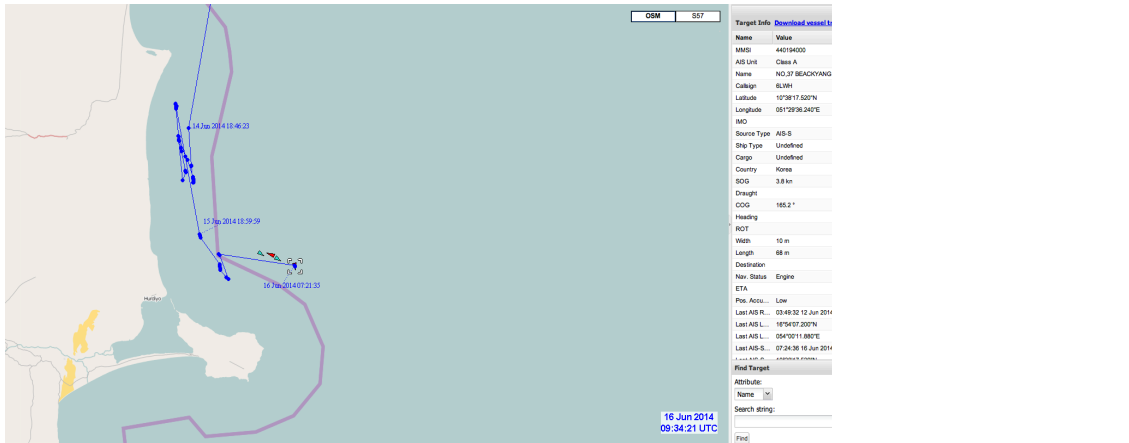 OSM S57
14 Jun 2014 18:46:23
15 Jun 2014 18:59:59
16 Jun 2014 07:21:35
Hurdiyo
16 Jun 2014
09:34:21 UTC
Target Info Download vessel
Name Value
MMSI 440194000
AIS Unit Class A
Name NO,37 BEACKYANG
Callsign 6LWH
Latitude 10°38'17.520"N
Longitude 051°29'36.240"E
IMO
Source Type AIS-S
Ship Type Undefined
Cargo Undefined
Country Korea
SOG 3.8 kn
Draught
COG 165.2 °
Heading
ROT
Width 10 m
Length 68 m
Destination
Nav. Status Engine
ETA
Pos. Accu... Low
Last AIS R... 03:49:32 12 Jun 2014
Last AIS L... 16°54'07.200"N
Last AIS L... 054°00'11.880"E
Last AIS-S... 07:24:36 16 Jun 2014
Find Target
Attribute:
Name
Search string:
Find